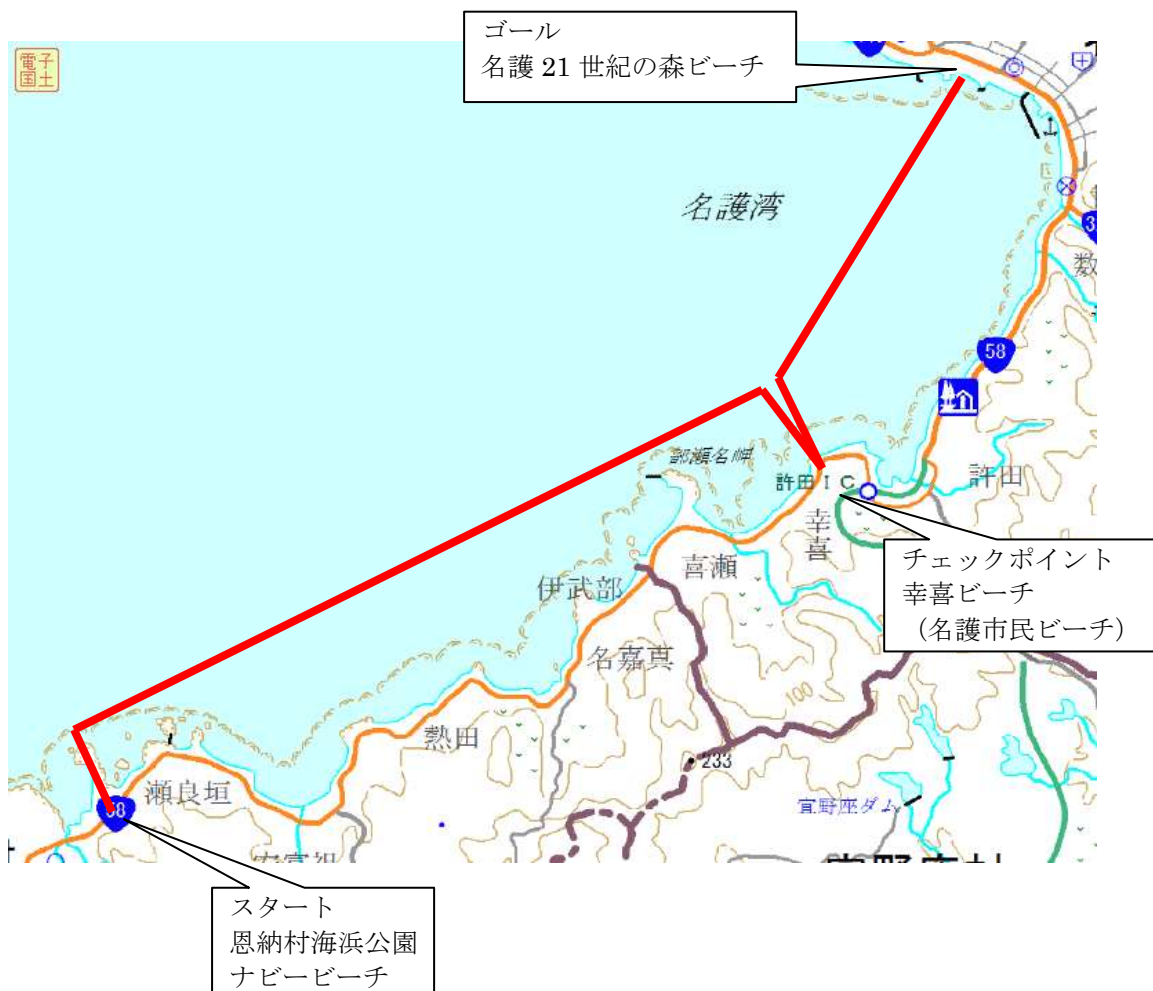 ゴール
名護 21 世紀の森ビーチ
電子
国土
名護湾
数
58
部瀬名岬
許田ＩＣ
許田
幸喜
喜瀬
チェックポイント
幸喜ビーチ
（名護市民ビーチ）
伊武部
名嘉真
100
熱田
233
瀬良垣
宜野座ダム
58
スタート
恩納村海浜公園
ナビービーチ